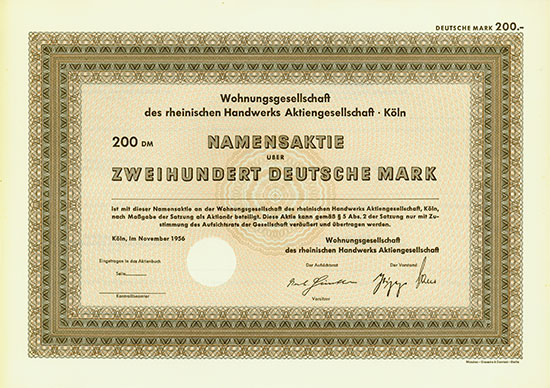 DEUTSCHE MARK 200.-
Wohnungsgesellschaft
des rheinischen Handwerks Aktiengesellschaft · Köln
200 DM NAMENSAKTIE
ÜBER
ZWEIHUNDERT DEUTSCHE MARK
ist mit dieser Namensaktie an der Wohnungsgesellschaft des rheinischen Handwerks Aktiengesellschaft, Köln,
nach Maßgabe der Satzung als Aktionär beteiligt. Diese Aktie kann gemäß § 5 Abs. 2 der Satzung nur mit Zu-
stimmung des Aufsichtsrats der Gesellschaft veräußert und übertragen werden.
Köln, im November 1956
Wohnungsgesellschaft
des rheinischen Handwerks Aktiengesellschaft
Eingetragen in das Aktienbuch
Der Aufsichtsrat Der Vorstand
Seite
Vorsitzer
Kontrollbeamter